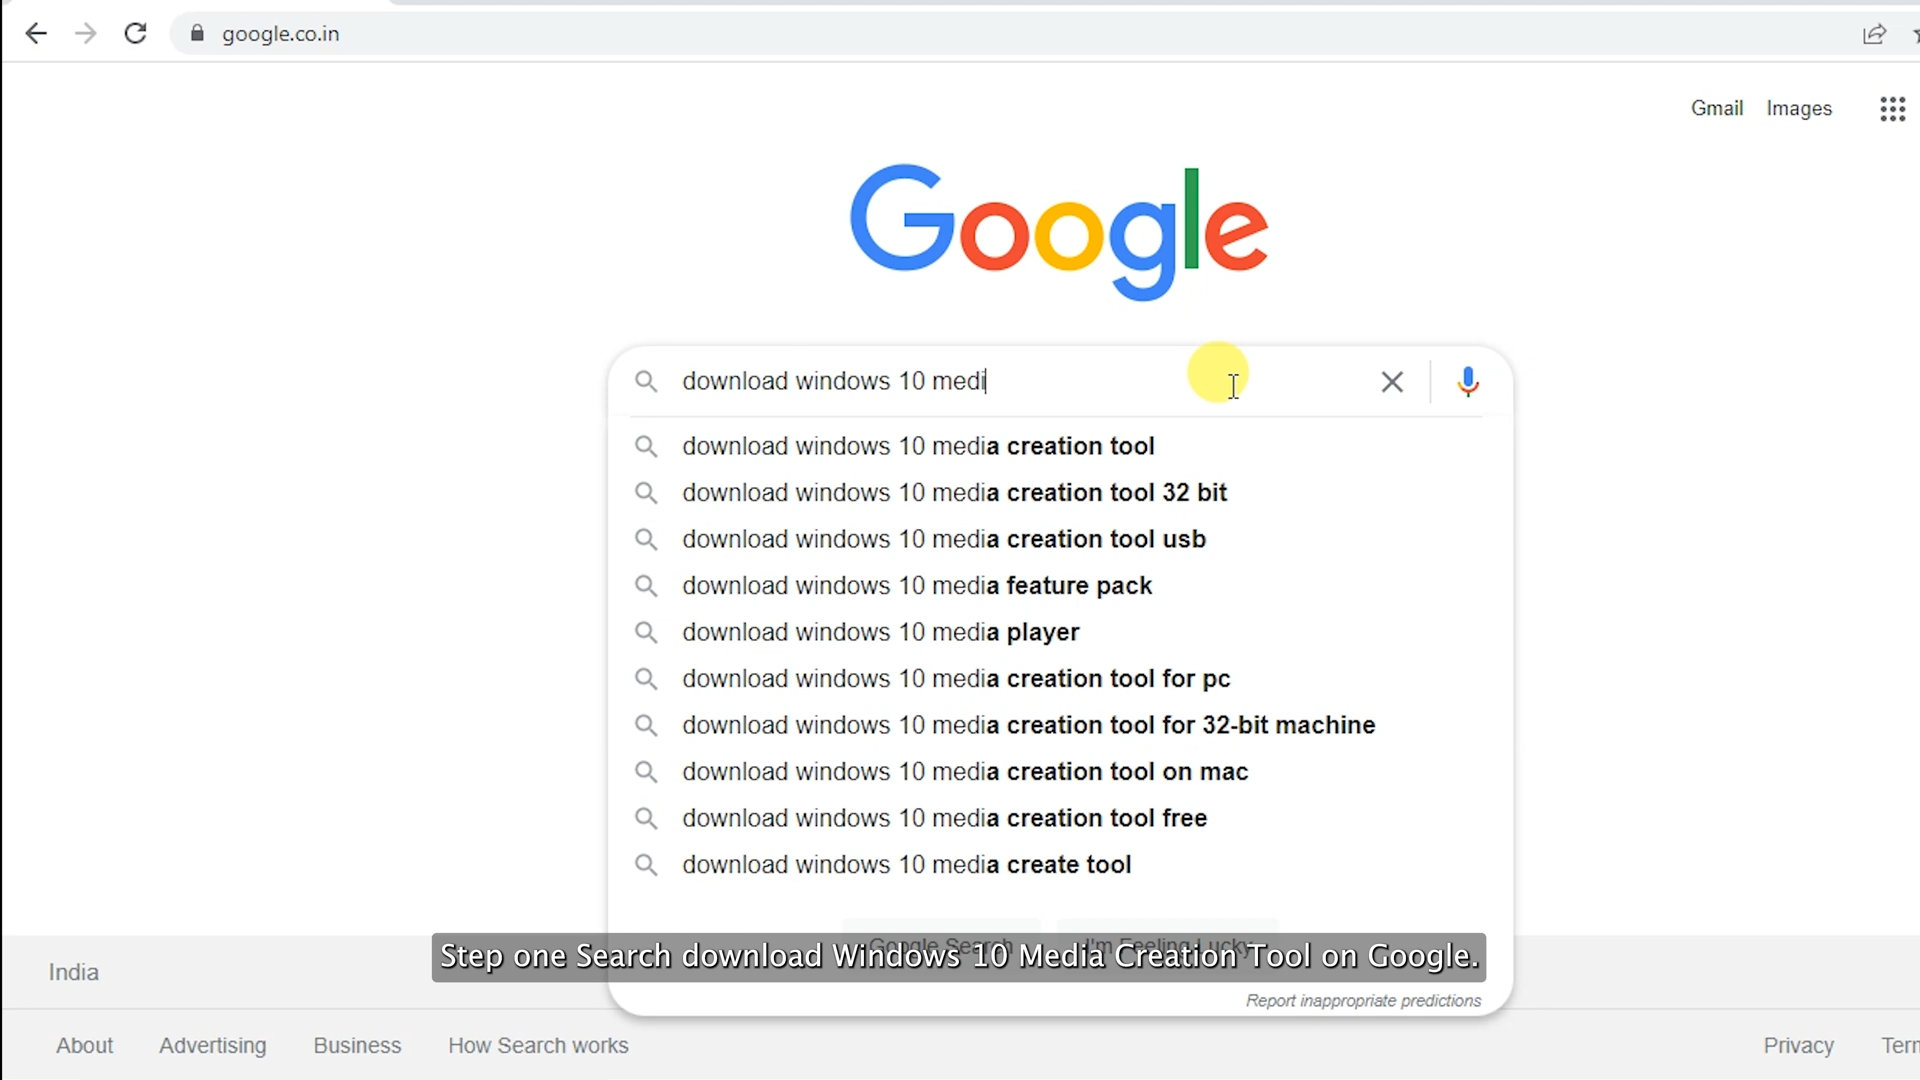 google.co.in
Gmail Images
Google
download windows 10 medi
download windows 10 media creation tool
download windows 10 media creation tool 32 bit
download windows 10 media creation tool usb
download windows 10 media feature pack
download windows 10 media player
download windows 10 media creation tool for pc
download windows 10 media creation tool for 32-bit machine
download windows 10 media creation tool on mac
download windows 10 media creation tool free
download windows 10 media create tool
Google Search I'm Feeling Lucky
Step one Search download Windows 10 Media Creation Tool on Google.
India
Report inappropriate predictions
About Advertising Business How Search works Privacy